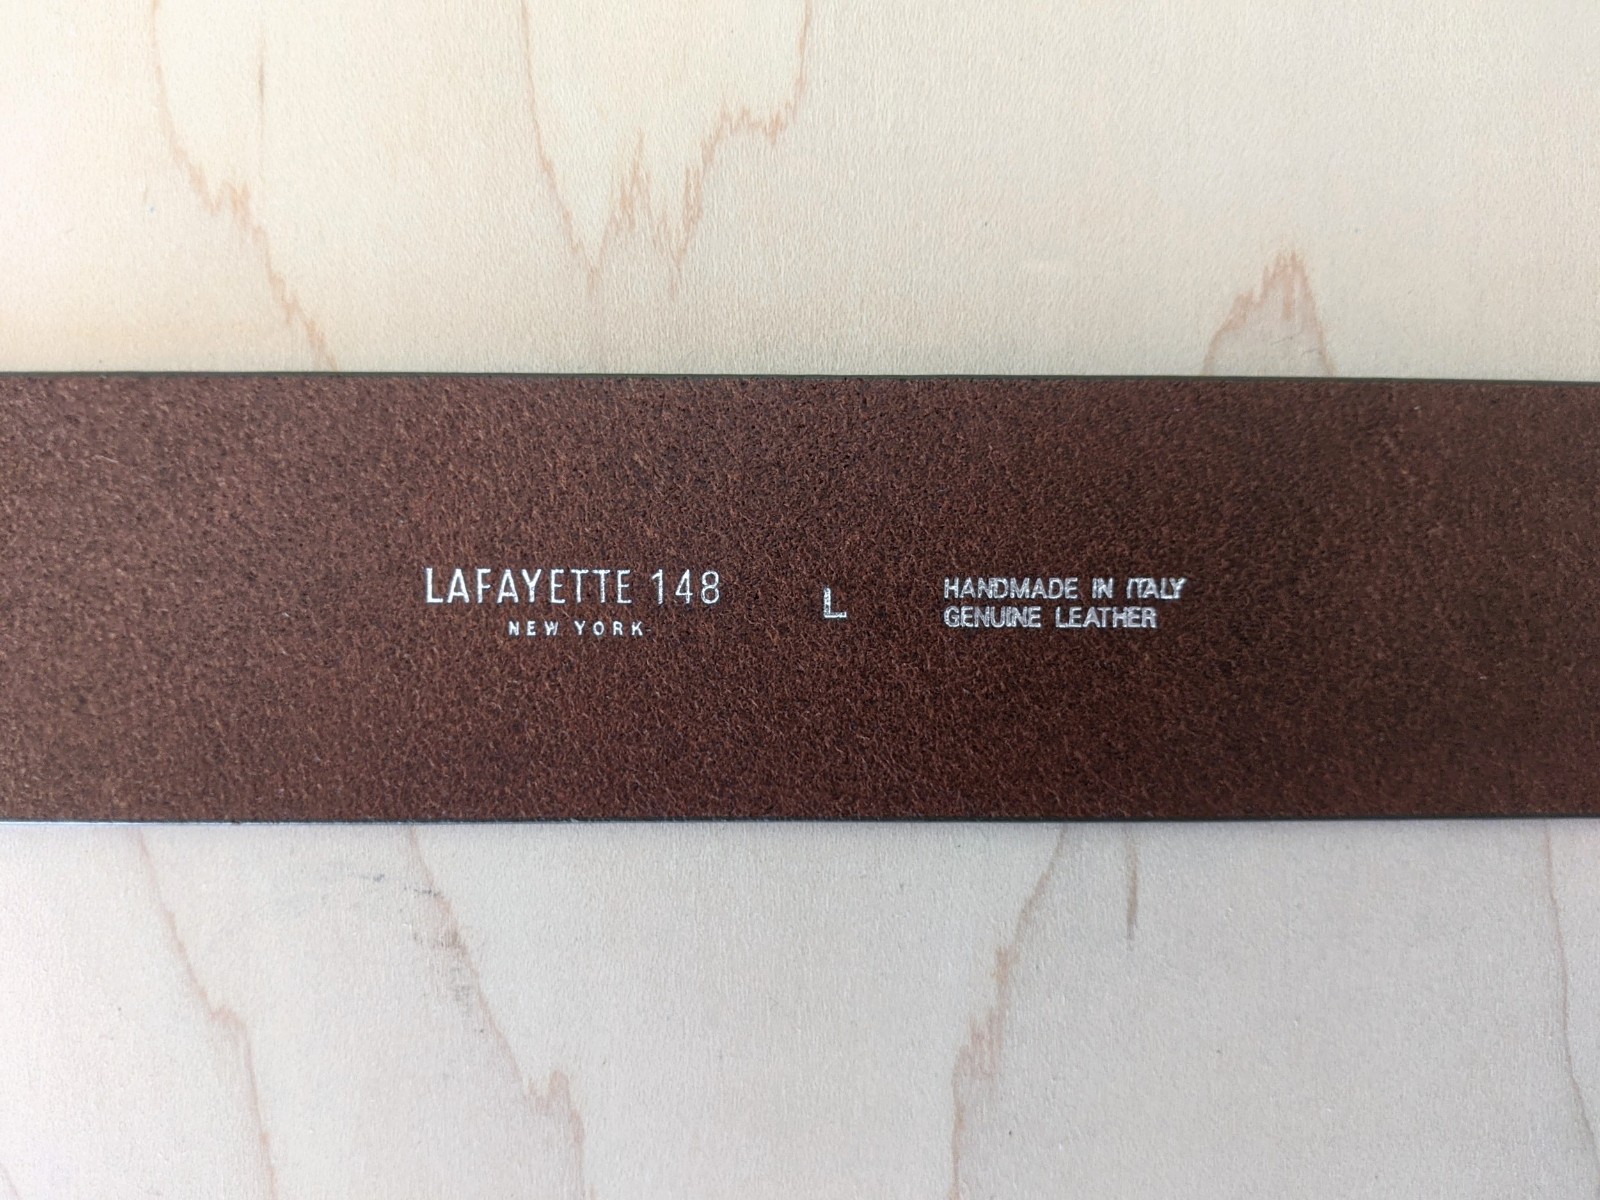 LAFAYETTE 148
NEW YORK
L
HANDMADE IN ITALY
GENUINE LEATHER